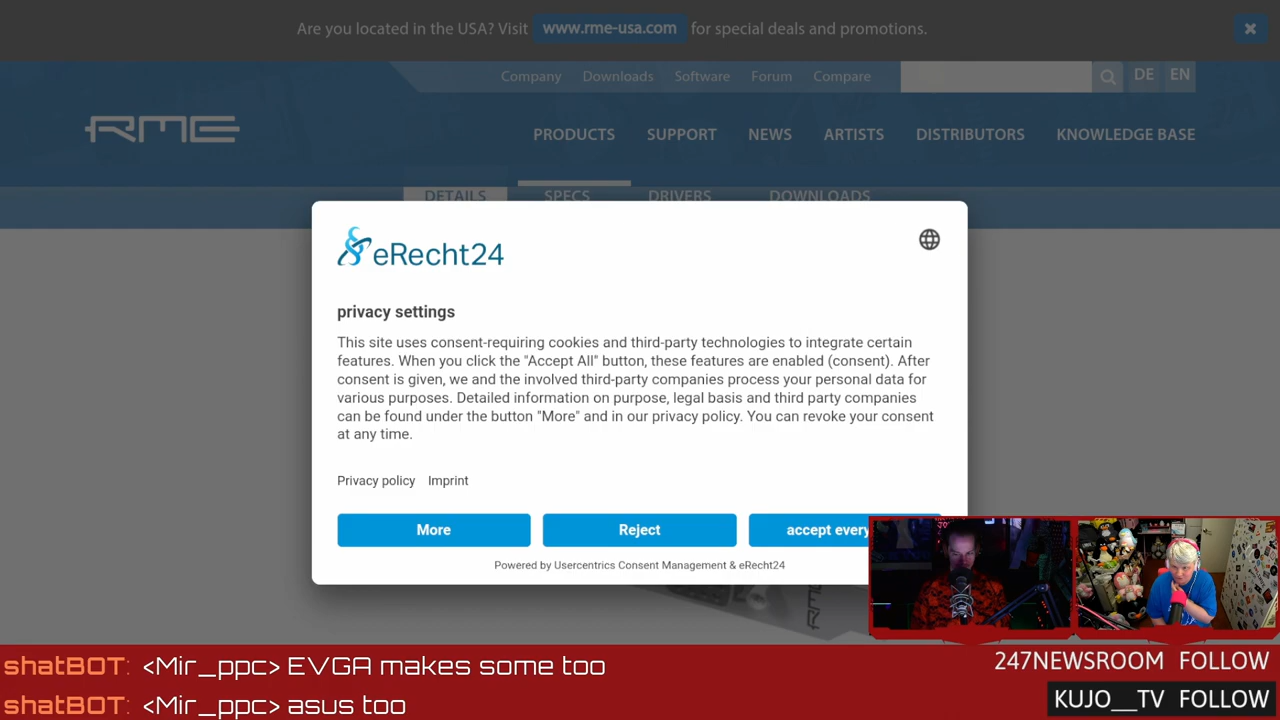 Are you located in the USA? Visit www.rme-usa.com for special deals and promotions.
Company Downloads Software Forum Compare DE EN
RME
PRODUCTS SUPPORT NEWS ARTISTS DISTRIBUTORS KNOWLEDGE BASE
DETAILS SPECS DRIVERS DOWNLOADS
eRecht24
privacy settings
This site uses consent-requiring cookies and third-party technologies to integrate certain
features. When you click the "Accept All" button, these features are enabled (consent). After
consent is given, we and the involved third-party companies process your personal data for
various purposes. Detailed information on purpose, legal basis and third party companies
can be found under the button "More" and in our privacy policy. You can revoke your consent
at any time.
Privacy policy Imprint
More Reject accept every
Powered by Usercentrics Consent Management & eRecht24
RME
shatBOT: <Mir_ppc> EVGA makes some too
shatBOT: <Mir_ppc> asus too
247NEWSROOM FOLLOW
KUJO__TV FOLLOW